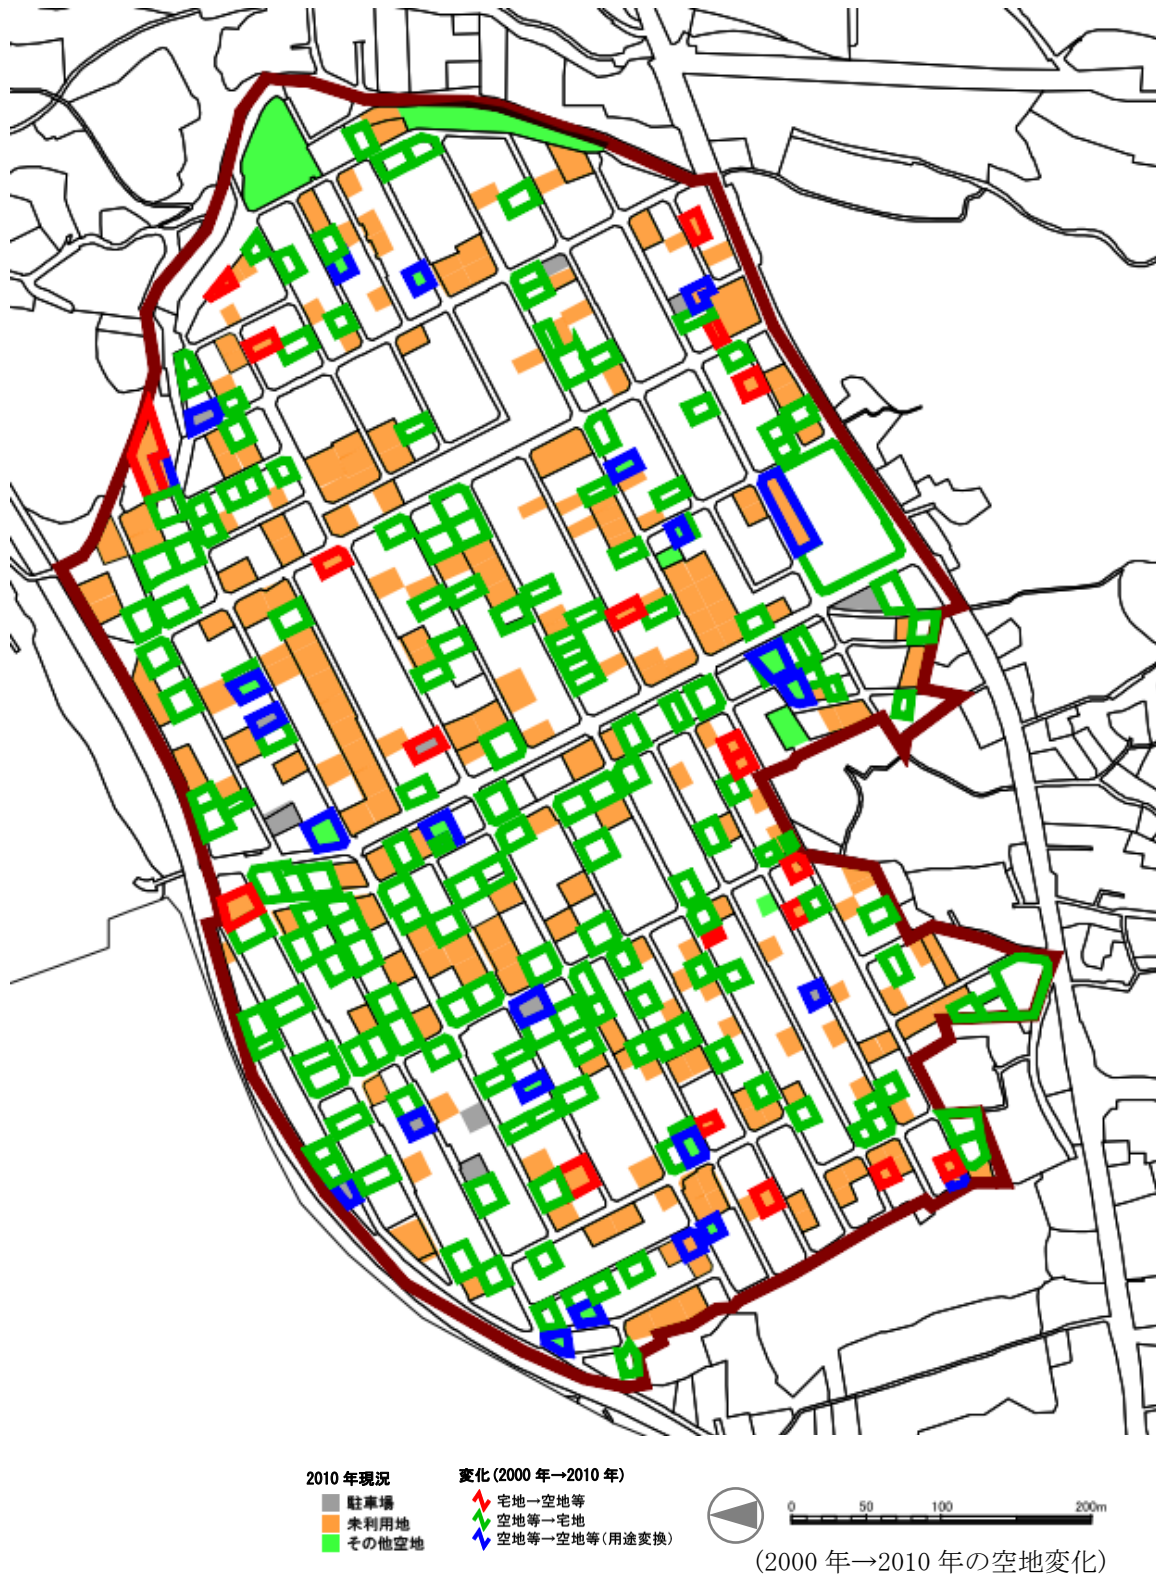 2010 年現況
駐車場
未利用地
その他空地
変化(2000 年→2010 年)
宅地→空地等
空地等→宅地
空地等→空地等(用途変換)
0 50 100 200m
(2000 年→2010 年の空地変化)